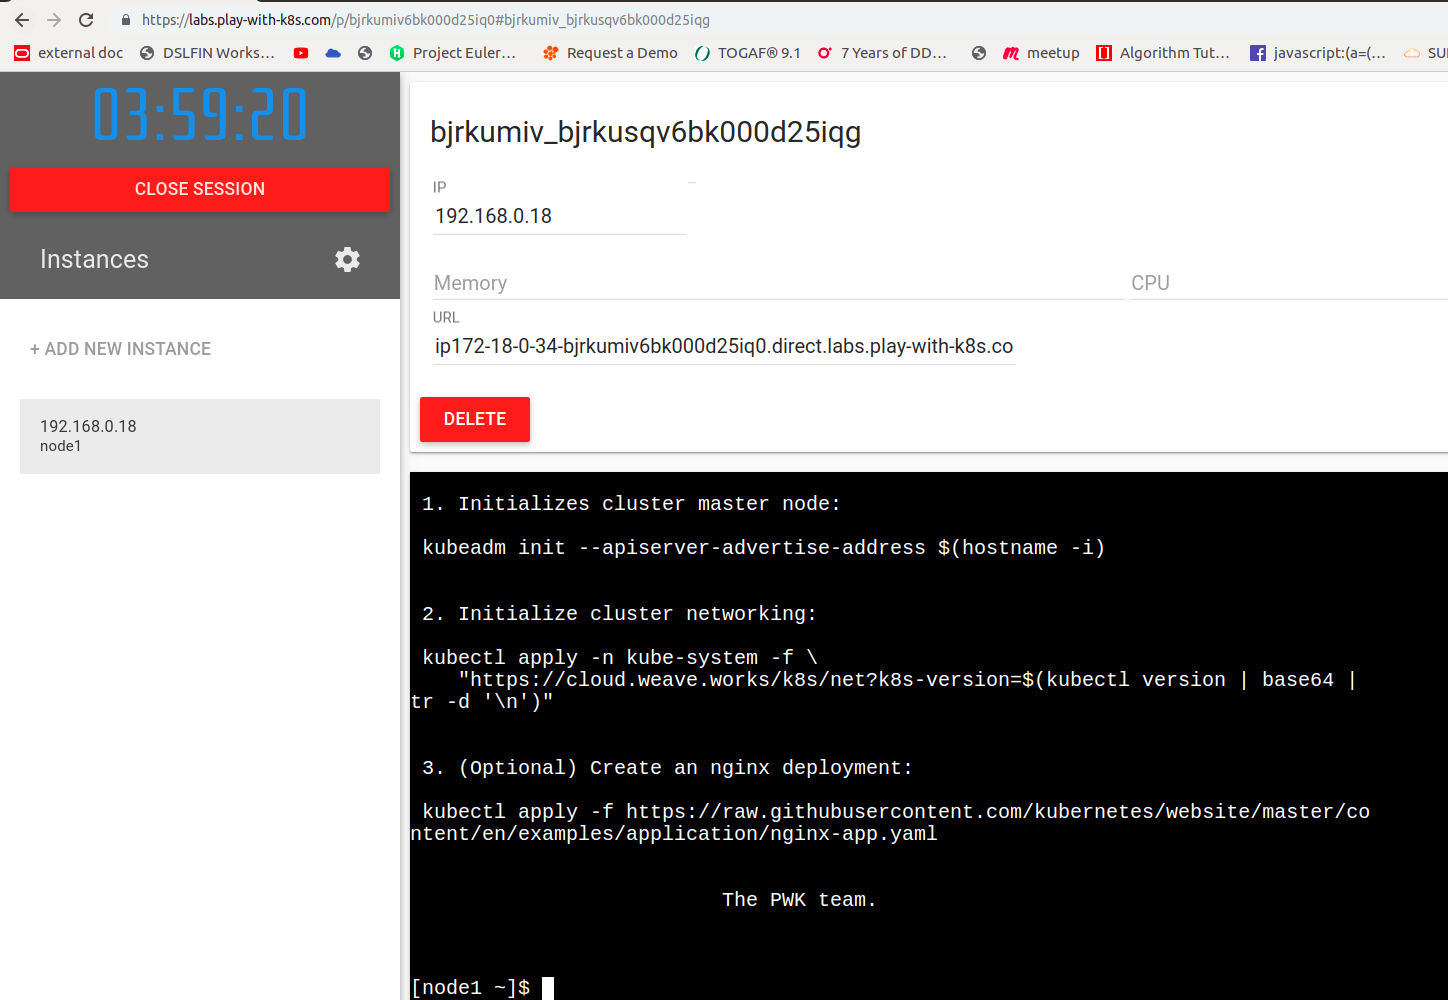 https://labs.play-with-k8s.com/p/bjrkumiv6bk000d25iq0#bjrkumiv_bjrkusqv6bk000d25iqg
external doc DSLFIN Works... Project Euler... Request a Demo TOGAF® 9.1 7 Years of DD... meetup Algorithm Tut... javascript:(a=(...
03:59:20
CLOSE SESSION
Instances
+ ADD NEW INSTANCE
192.168.0.18
node1
bjrkumiv_bjrkusqv6bk000d25iqg
IP
192.168.0.18
Memory CPU
URL
ip172-18-0-34-bjrkumiv6bk000d25iq0.direct.labs.play-with-k8s.co
DELETE
1. Initializes cluster master node:
kubeadm init --apiserver-advertise-address $(hostname -i)
2. Initialize cluster networking:
kubectl apply -n kube-system -f \
"https://cloud.weave.works/k8s/net?k8s-version=$(kubectl version | base64 |
tr -d '\n')"
3. (Optional) Create an nginx deployment:
kubectl apply -f https://raw.githubusercontent.com/kubernetes/website/master/co
ntent/en/examples/application/nginx-app.yaml
The PWK team.
[node1 ~]$